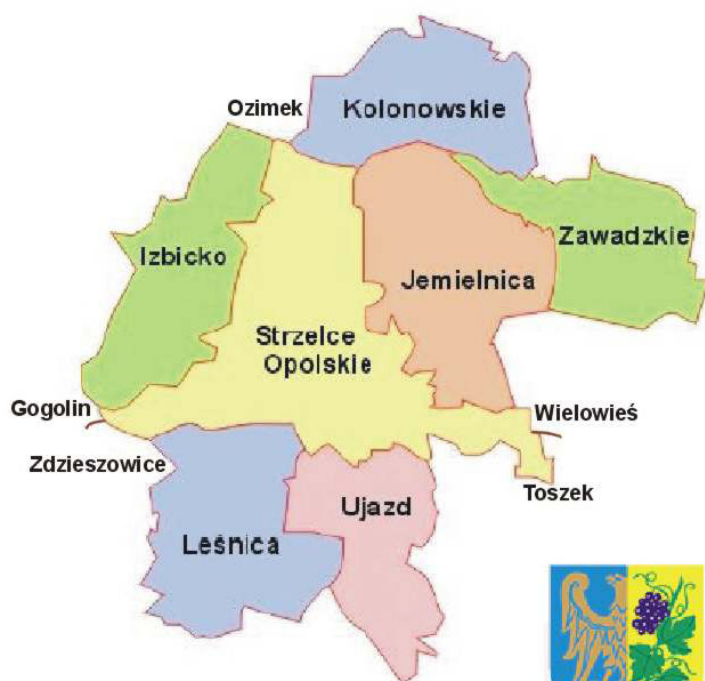 Ozimek
Kolonowskie
Zawadzkie
Izbicko
Jemielnica
Strzelce
Opolskie
Gogolin
Wielowieś
Zdzieszowice
Toszek
Ujazd
Leśnica